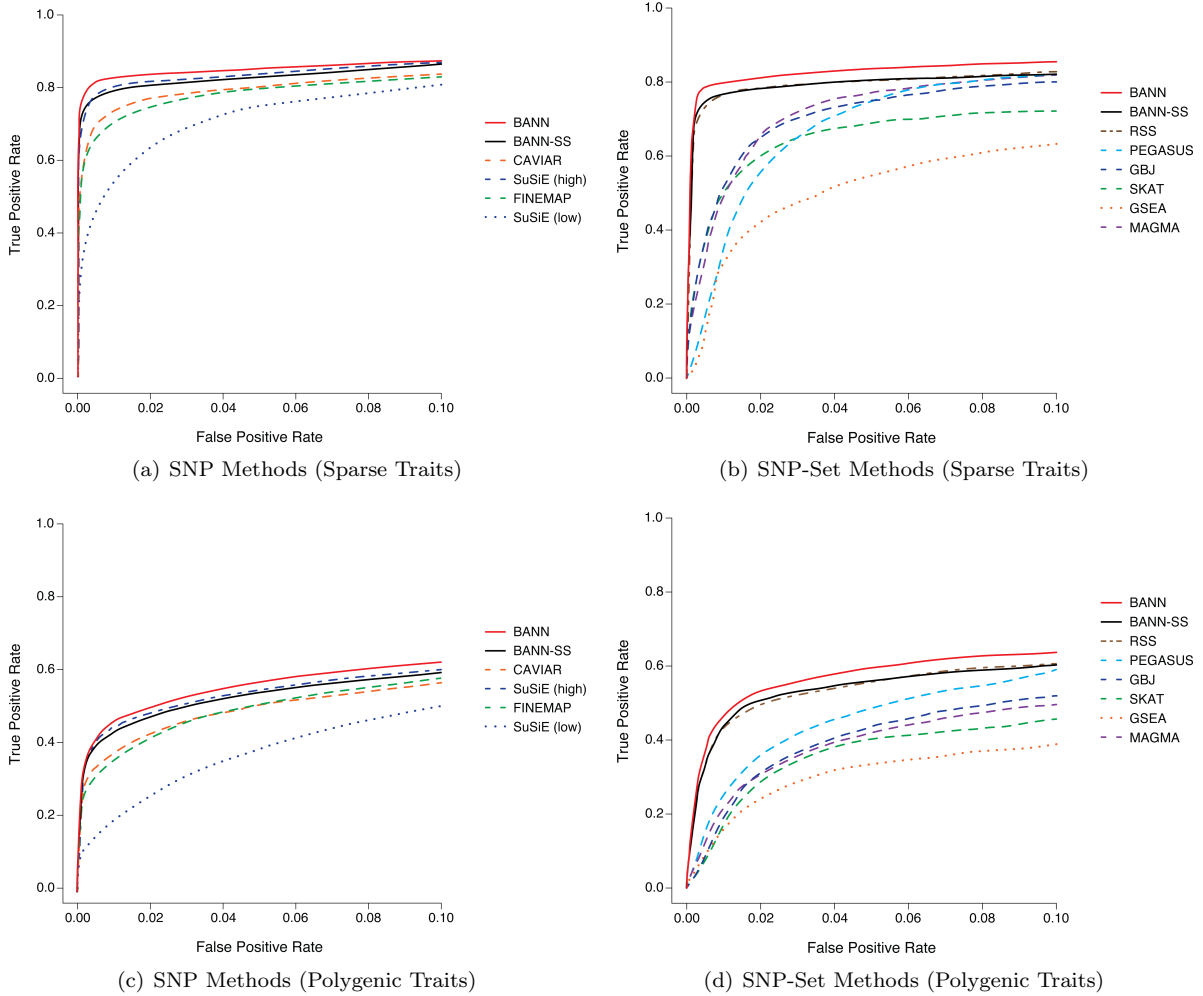 1.0
0.8
0.6
0.4
0.2
0.0
True Positive Rate
0.00 0.02 0.04 0.06 0.08 0.10
False Positive Rate
BANN
BANN-SS
CAVIAR
SuSiE (high)
FINEMAP
SuSiE (low)
(a) SNP Methods (Sparse Traits)
1.0
0.8
0.6
0.4
0.2
0.0
True Positive Rate
0.00 0.02 0.04 0.06 0.08 0.10
False Positive Rate
BANN
BANN-SS
RSS
PEGASUS
GBJ
SKAT
GSEA
MAGMA
(b) SNP-Set Methods (Sparse Traits)
1.0
0.8
0.6
0.4
0.2
0.0
True Positive Rate
0.00 0.02 0.04 0.06 0.08 0.10
False Positive Rate
BANN
BANN-SS
CAVIAR
SuSiE (high)
FINEMAP
SuSiE (low)
(c) SNP Methods (Polygenic Traits)
1.0
0.8
0.6
0.4
0.2
0.0
True Positive Rate
0.00 0.02 0.04 0.06 0.08 0.10
False Positive Rate
BANN
BANN-SS
RSS
PEGASUS
GBJ
SKAT
GSEA
MAGMA
(d) SNP-Set Methods (Polygenic Traits)